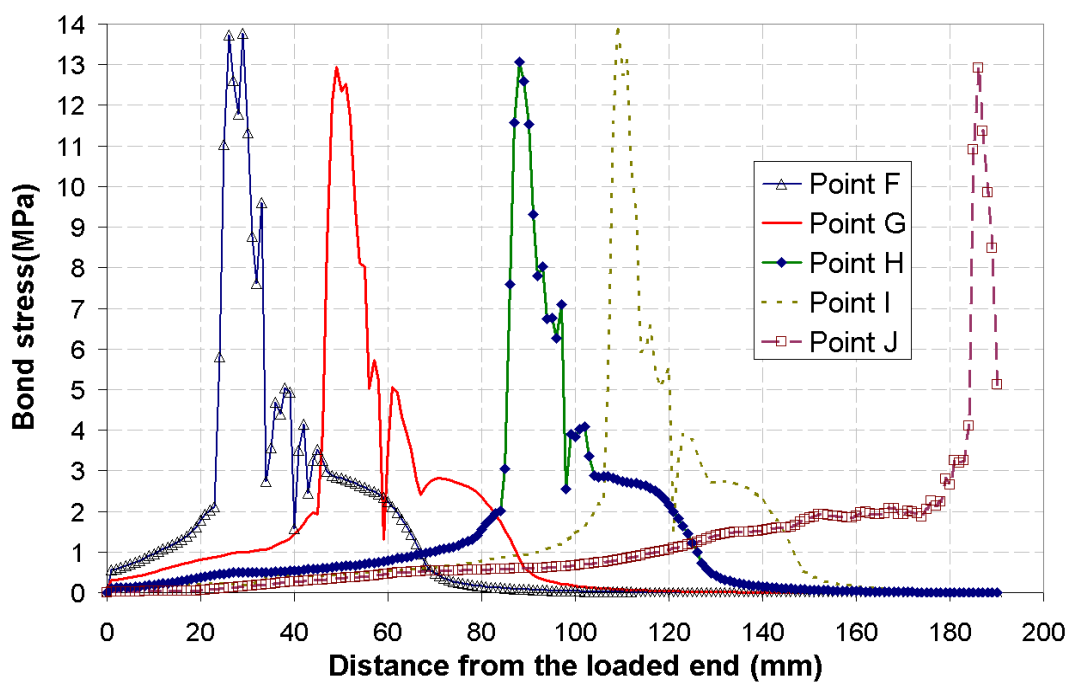 14
13
12
11
10
9
8
7
6
5
4
3
2
1
0
Bond stress(MPa)
Point F
Point G
Point H
Point I
Point J
0 20 40 60 80 100 120 140 160 180 200
Distance from the loaded end (mm)